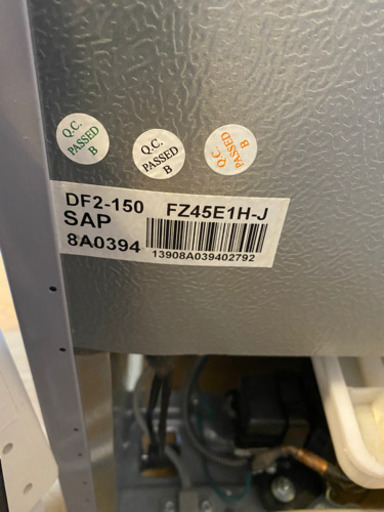 Q.C.
PASSED
B
Q.C.
PASSED
B
Q.C.
PASSED
B
DF2-150 FZ45E1H-J
SAP
8A0394
13908A039402792